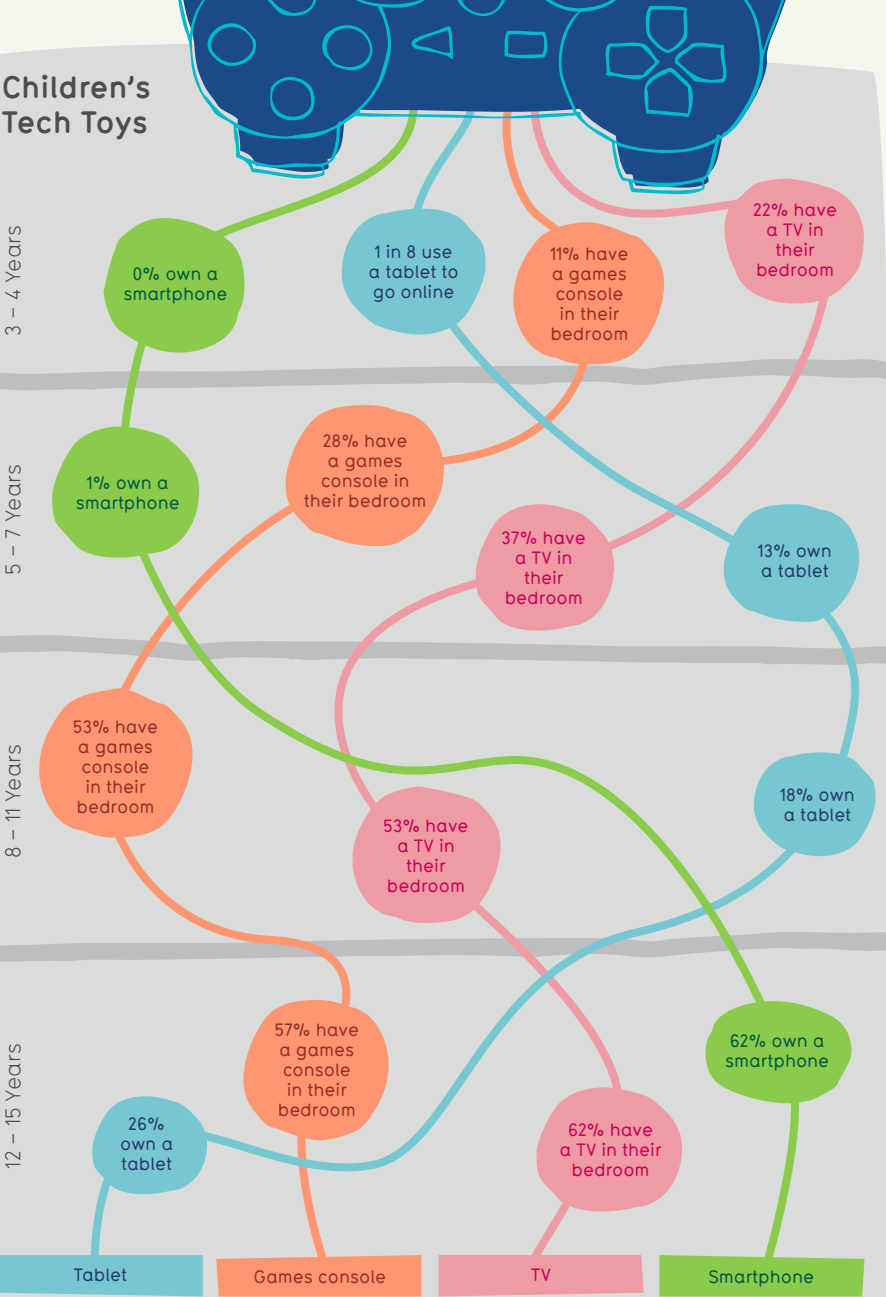 Children's
Tech Toys
3 – 4 Years
0% own a
smartphone
1 in 8 use
a tablet to
go online
11% have
a games
console
in their
bedroom
22% have
a TV in
their
bedroom
5 – 7 Years
1% own a
smartphone
28% have
a games
console in
their bedroom
37% have
a TV in
their
bedroom
13% own
a tablet
8 – 11 Years
53% have
a games
console
in their
bedroom
53% have
a TV in
their
bedroom
18% own
a tablet
12 – 15 Years
26%
own a
tablet
57% have
a games
console
in their
bedroom
62% have
a TV in their
bedroom
62% own a
smartphone
Tablet
Games console
TV
Smartphone